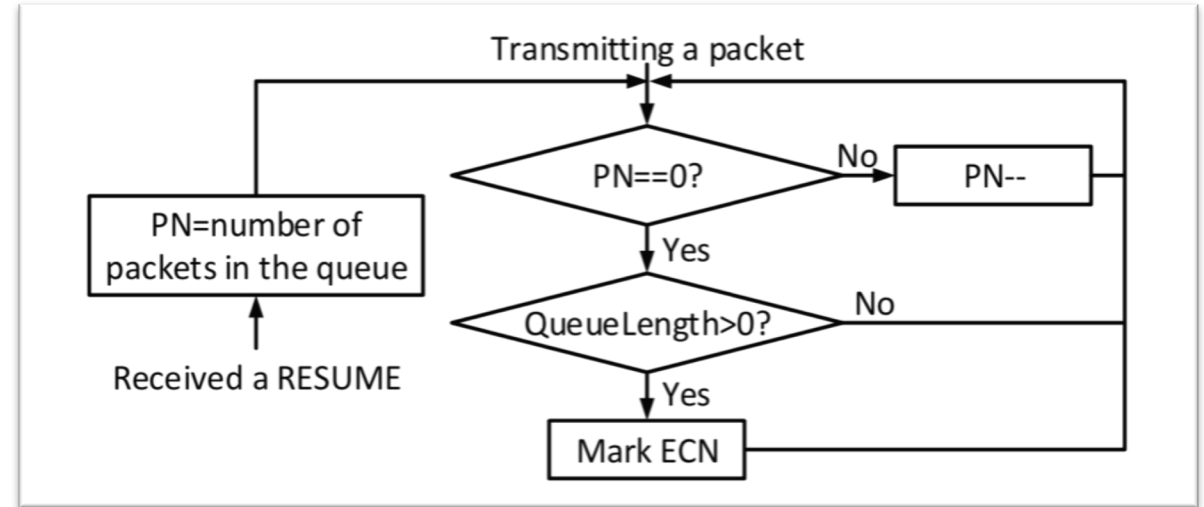 Transmitting a packet
PN==0?
No
PN--
PN=number of
packets in the queue
Yes
QueueLength>0?
No
Received a RESUME
Yes
Mark ECN